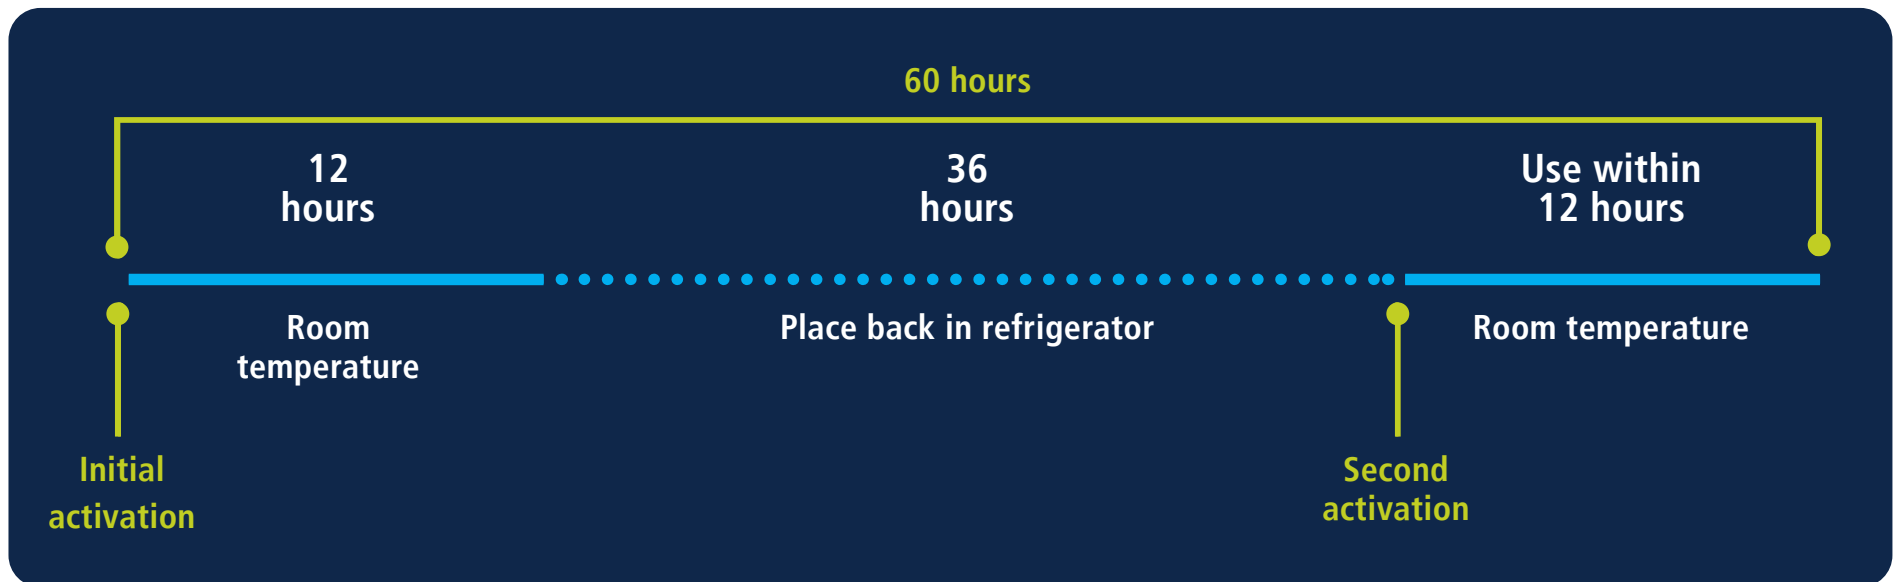 60 hours
12
hours
36
hours
Use within
12 hours
Room
temperature
Place back in refrigerator
Room temperature
Initial
activation
Second
activation